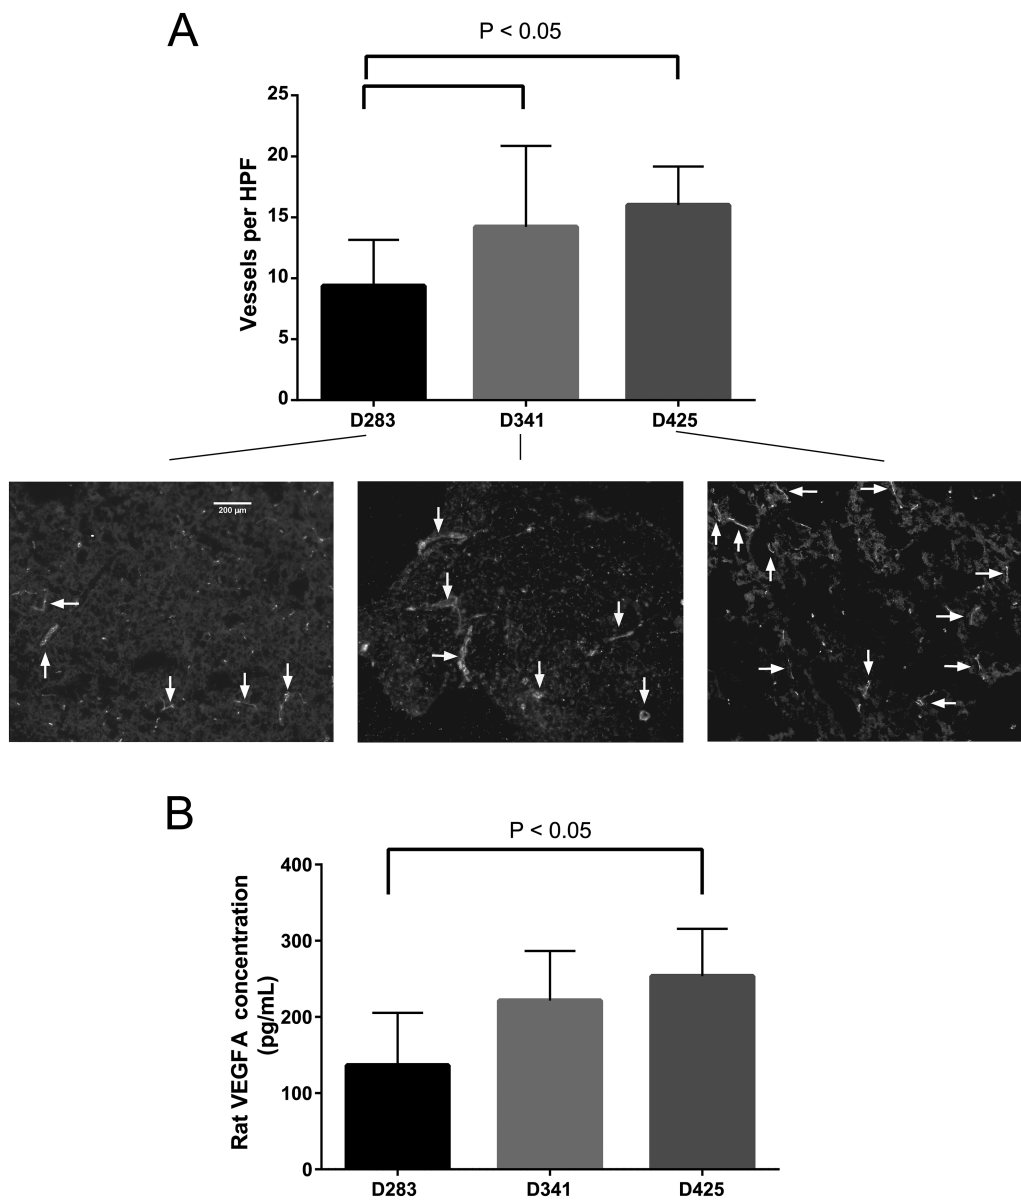 A
P < 0.05
Vessels per HPF
25
20
15
10
5
0
D283
D341
D425
200 µm
B
P < 0.05
Rat VEGFA concentration
(pg/mL)
400
300
200
100
0
D283
D341
D425